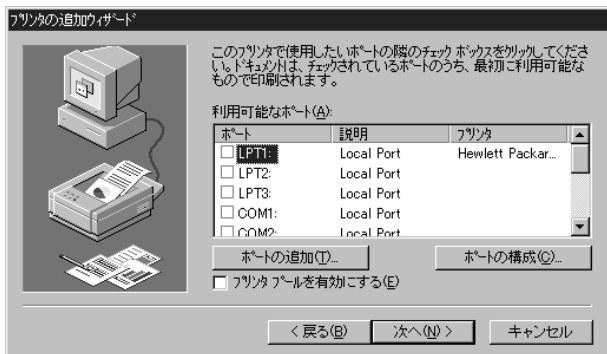 プリンタの追加ウィザード
このプリンタで使用したいポートの隣のチェック ボックスをクリックしてくださ
い。ドキュメントは、チェックされているポートのうち、最初に利用可能な
もので印刷されます。
利用可能なポート(A):
ポート 説明 プリンタ
LPT1: Local Port Hewlett Packar...
LPT2: Local Port
LPT3: Local Port
COM1: Local Port
COM2: Local Port
ポートの追加(T)... ポートの構成(C)...
プリンタ プールを有効にする(E)
< 戻る(B) 次へ(N) > キャンセル